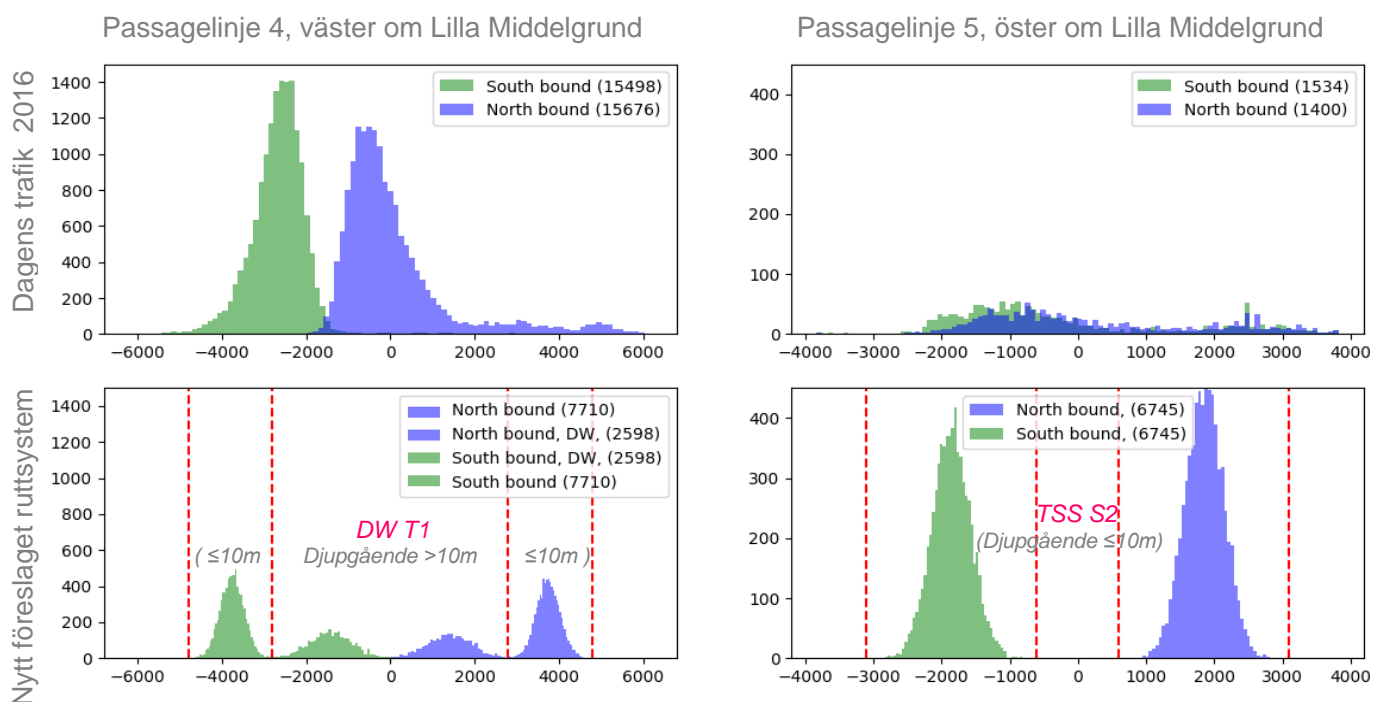 Passagelinje 4, väster om Lilla Middelgrund
Passagelinje 5, öster om Lilla Middelgrund
Dagens trafik 2016
1400
1200
1000
800
600
400
200
0
South bound (15498)
North bound (15676)
−6000 −4000 −2000 0 2000 4000 6000
400
300
200
100
0
South bound (1534)
North bound (1400)
−4000 −3000 −2000 −1000 0 1000 2000 3000 4000
Nytt föreslaget ruttsystem
1400
1200
1000
800
600
400
200
0
North bound (7710)
North bound, DW, (2598)
South bound, DW, (2598)
South bound (7710)
DW T1
( ≤10m Djupgående >10m ≤10m )
−6000 −4000 −2000 0 2000 4000 6000
400
300
200
100
0
North bound, (6745)
South bound, (6745)
TSS S2
(Djupgående ≤10m)
−4000 −3000 −2000 −1000 0 1000 2000 3000 4000